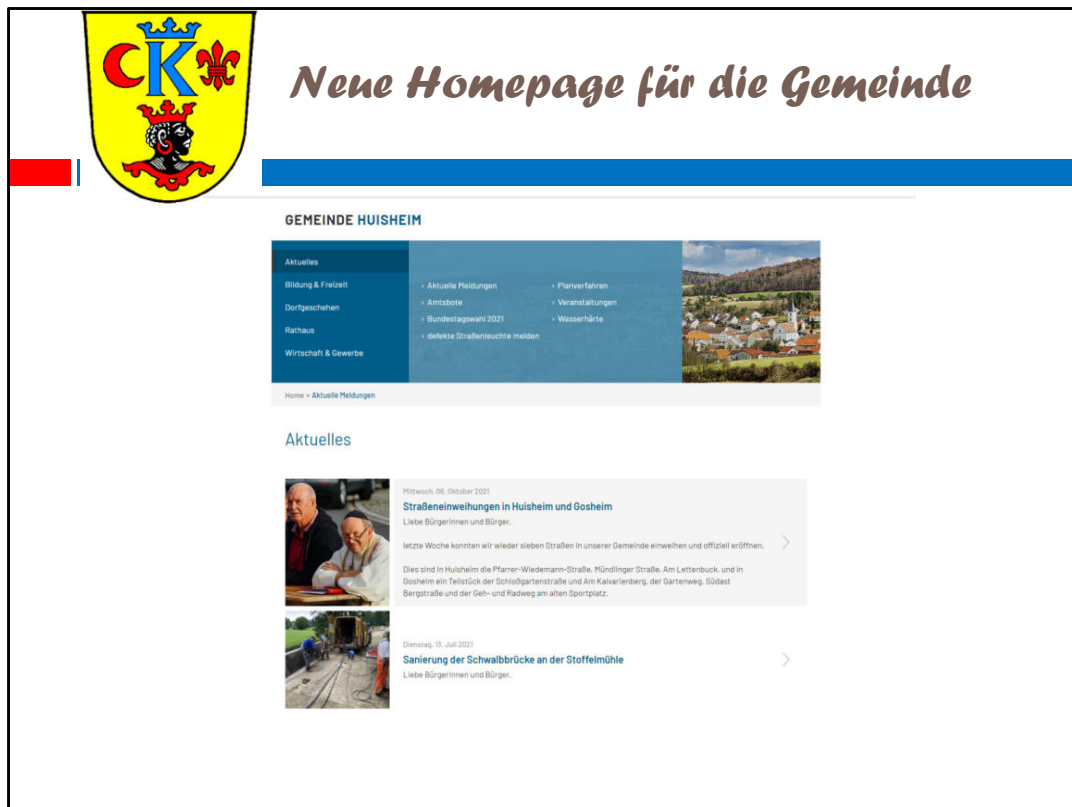 CK
Neue Homepage für die Gemeinde
GEMEINDE HUISHEIM
Aktuelles
Bildung & Freizeit
Dorfgeschehen
Rathaus
Wirtschaft & Gewerbe
› Aktuelle Meldungen
› Amtsbote
› Bundestagswahl 2021
› defekte Straßenleuchte melden
› Planverfahren
› Veranstaltungen
› Wasserhärte
Home » Aktuelle Meldungen
Aktuelles
Mittwoch, 06. Oktober 2021
Straßeneinweihungen in Huisheim und Gosheim
Liebe Bürgerinnen und Bürger,
letzte Woche konnten wir wieder sieben Straßen in unserer Gemeinde einweihen und offiziell eröffnen.
Dies sind in Huisheim die Pfarrer-Wiedemann-Straße, Mündlinger Straße, Am Lettenbuck, und in
Gosheim ein Teilstück der Schloßgartenstraße und Am Kalvarienberg, der Gartenweg, Südast
Bergstraße und der Geh- und Radweg am alten Sportplatz.
Dienstag, 13. Juli 2021
Sanierung der Schwalbbrücke an der Stoffelmühle
Liebe Bürgerinnen und Bürger,